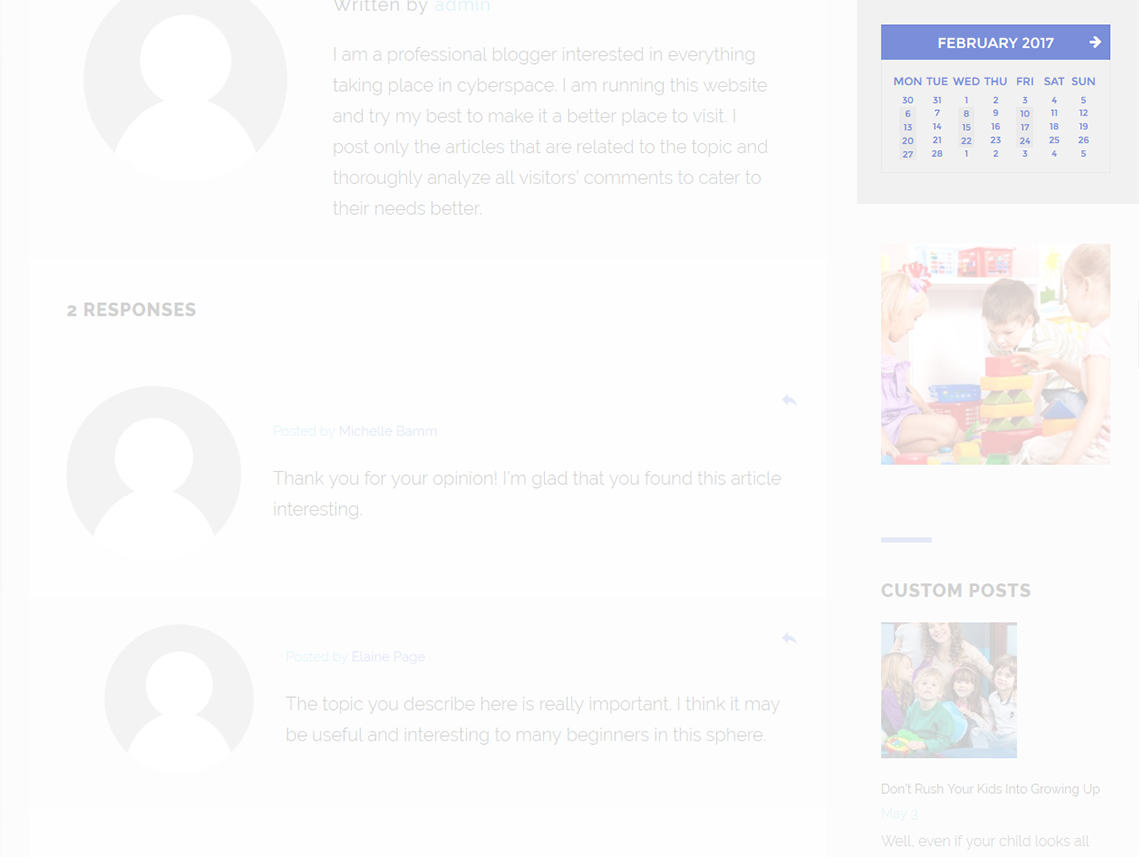 Written by admin
I am a professional blogger interested in everything
taking place in cyberspace. I am running this website
and try my best to make it a better place to visit. I
post only the articles that are related to the topic and
thoroughly analyze all visitors' comments to cater to
their needs better.
2 RESPONSES
Posted by Michelle Bamm
Thank you for your opinion! I'm glad that you found this article
interesting.
Posted by Elaine Page
The topic you describe here is really important. I think it may
be useful and interesting to many beginners in this sphere.
FEBRUARY 2017
MON TUE WED THU FRI SAT SUN
30 31 1 2 3 4 5
6 7 8 9 10 11 12
13 14 15 16 17 18 19
20 21 22 23 24 25 26
27 28 1 2 3 4 5
CUSTOM POSTS
Don't Rush Your Kids Into Growing Up
May 3
Well, even if your child looks all